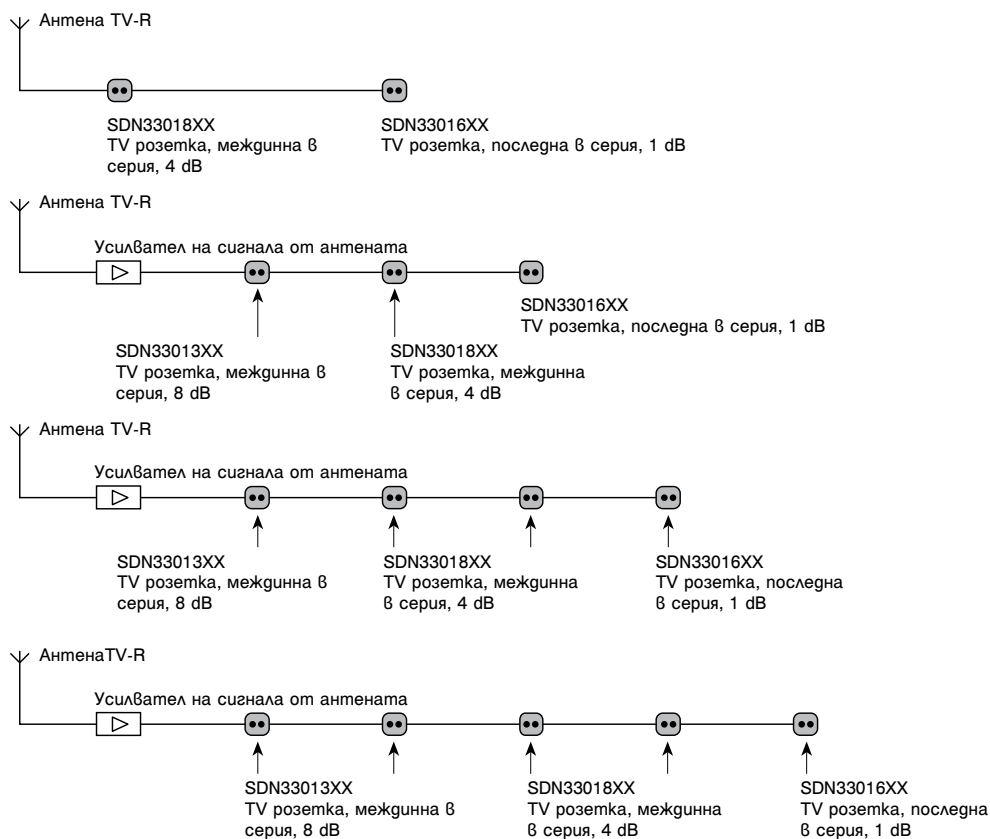 Антена TV-R
SDN33018XX
TV розетка, междинна в
серия, 4 dB
SDN33016XX
TV розетка, последна в серия, 1 dB
Антена TV-R
Усилвател на сигнала от антената
SDN33016XX
TV розетка, последна в серия, 1 dB
SDN33013XX
TV розетка, междинна в
серия, 8 dB
SDN33018XX
TV розетка, междинна
в серия, 4 dB
Антена TV-R
Усилвател на сигнала от антената
SDN33013XX
TV розетка, междинна в
серия, 8 dB
SDN33018XX
TV розетка, междинна
в серия, 4 dB
SDN33016XX
TV розетка, последна
в серия, 1 dB
АнтенаTV-R
Усилвател на сигнала от антената
SDN33013XX
TV розетка, междинна в
серия, 8 dB
SDN33018XX
TV розетка, междинна
в серия, 4 dB
SDN33016XX
TV розетка, последна
в серия, 1 dB